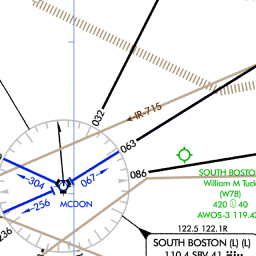 032
IR-715
063
086
SOUTH BOSTO
William M Tuck
(W78)
420 40
AWOS-3 119.42
304
067
256
MCDON
236
122.5 122.1R
SOUTH BOSTON (L) (L)
110.4 SBV 41